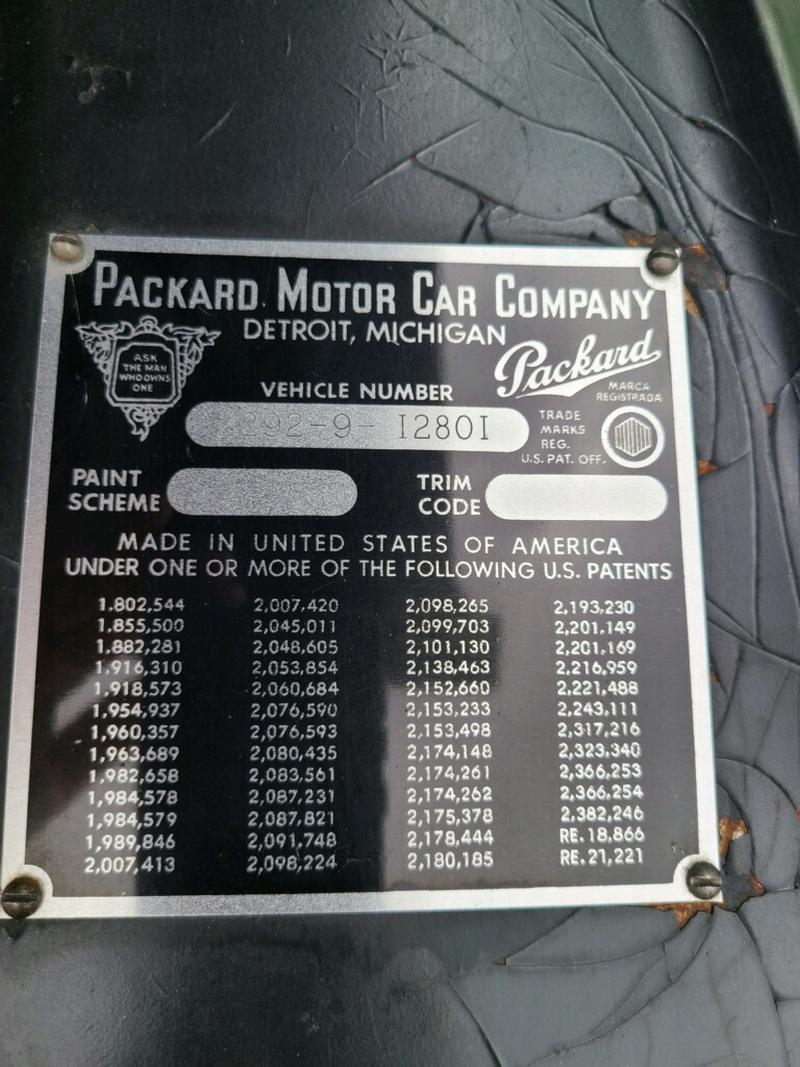 PACKARD MOTOR CAR COMPANY
DETROIT, MICHIGAN
ASK
THE MAN
WHO OWNS
ONE
Packard
MARCA
REGISTRADA
VEHICLE NUMBER
2292-9- 12801
TRADE
MARKS
REG.
U.S. PAT. OFF.
PAINT
SCHEME
TRIM
CODE
MADE IN UNITED STATES OF AMERICA
UNDER ONE OR MORE OF THE FOLLOWING U.S. PATENTS
1,802,544 2,007,420 2,098,265 2,193,230
1,855,500 2,045,011 2,099,703 2,201,149
1,882,281 2,048,605 2,101,130 2,201,169
1,916,310 2,053,854 2,138,463 2,216,959
1,918,573 2,060,684 2,152,660 2,221,488
1,954,937 2,076,590 2,153,233 2,243,111
1,960,357 2,076,593 2,153,498 2,317,216
1,963,689 2,080,435 2,174,148 2,323,340
1,982,658 2,083,561 2,174,261 2,366,253
1,984,578 2,087,231 2,174,262 2,366,254
1,984,579 2,087,821 2,175,378 2,382,246
1,989,846 2,091,748 2,178,444 RE. 18,866
2,007,413 2,098,224 2,180,185 RE. 21,221